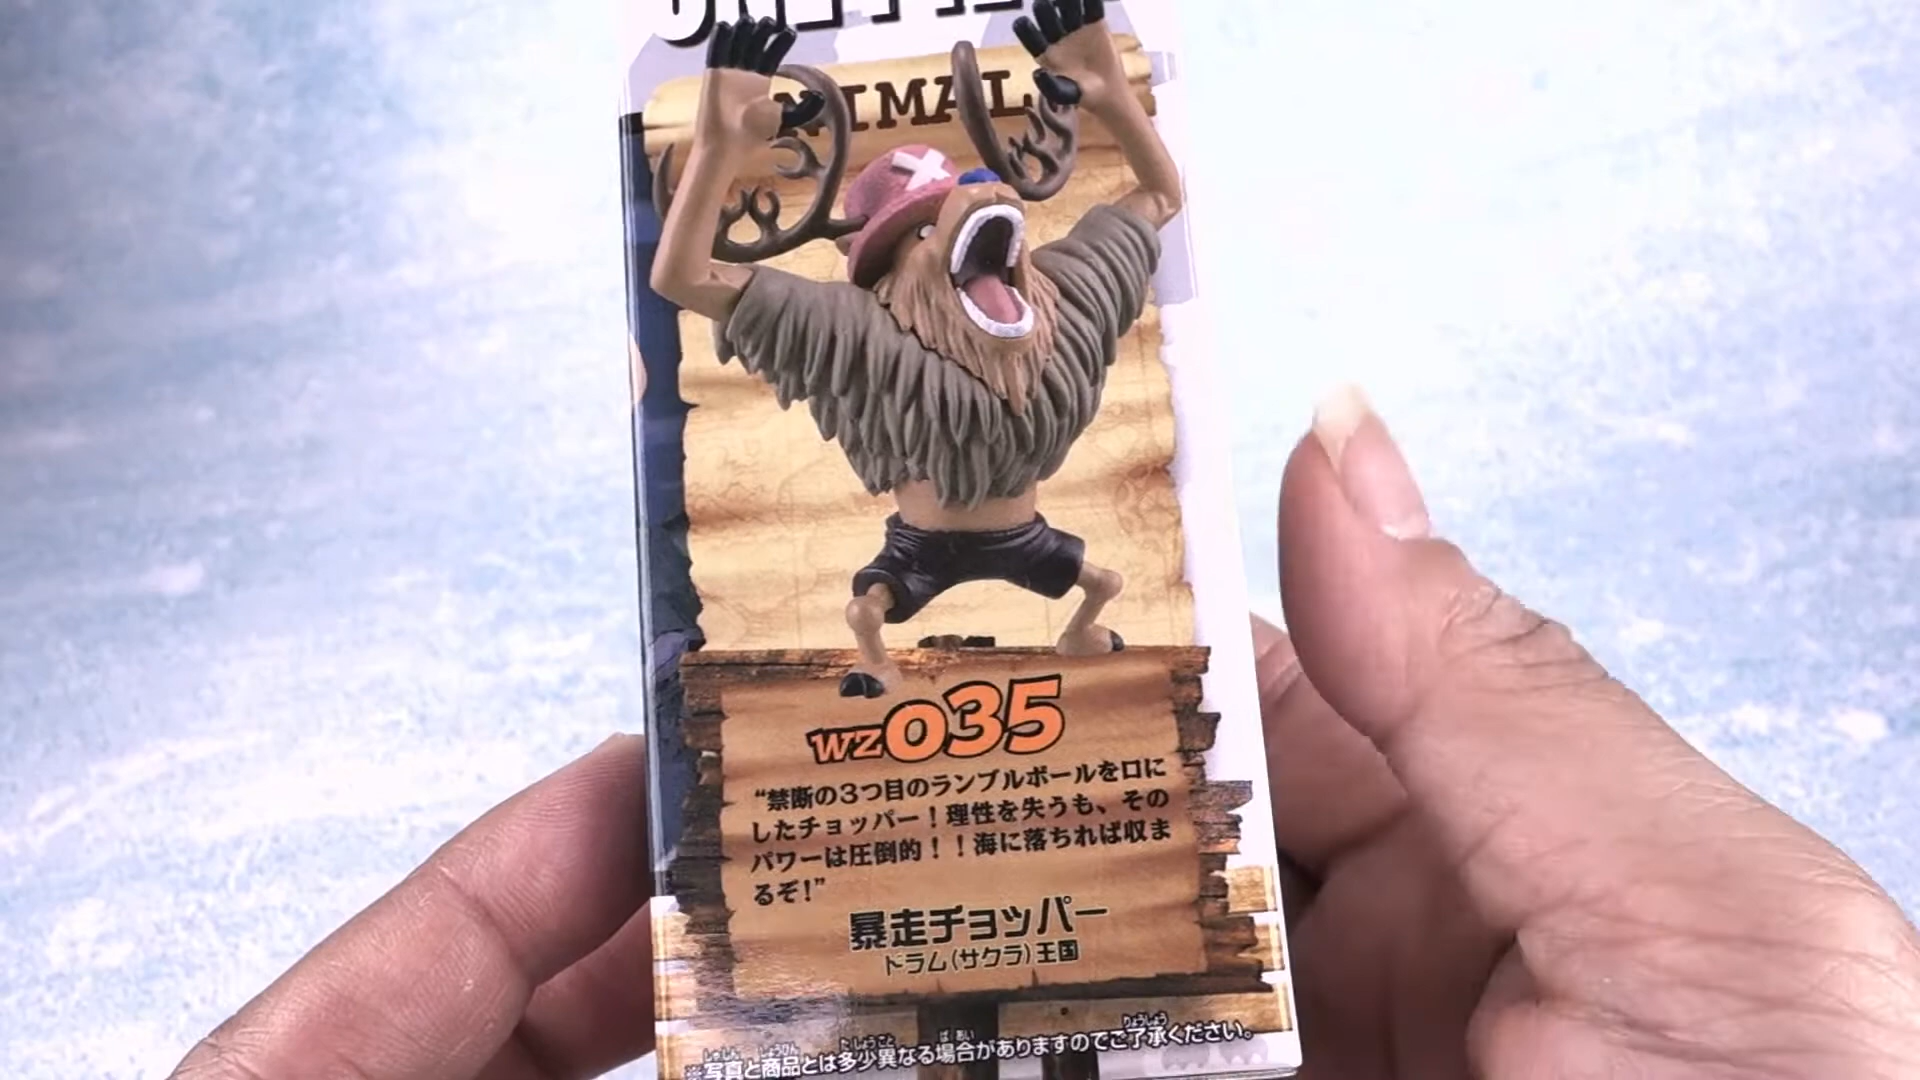 ANIMAL
WZ035
“禁断の3つ目のランブルボールを口に
したチョッパー！理性を失うも、その
パワーは圧倒的！！海に落ちれば収ま
るぞ!”
暴走チョッパー
ドラム(サクラ)王国
※写真と商品とは多少異なる場合がありますのでご了承ください。